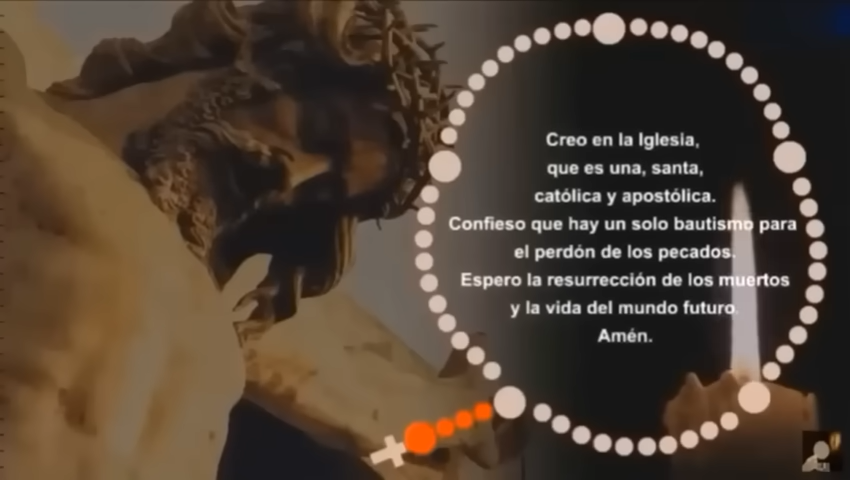 Creo en la Iglesia,
que es una, santa,
católica y apostólica.
Confieso que hay un solo bautismo para
el perdón de los pecados.
Espero la resurrección de los muertos
y la vida del mundo futuro.
Amén.